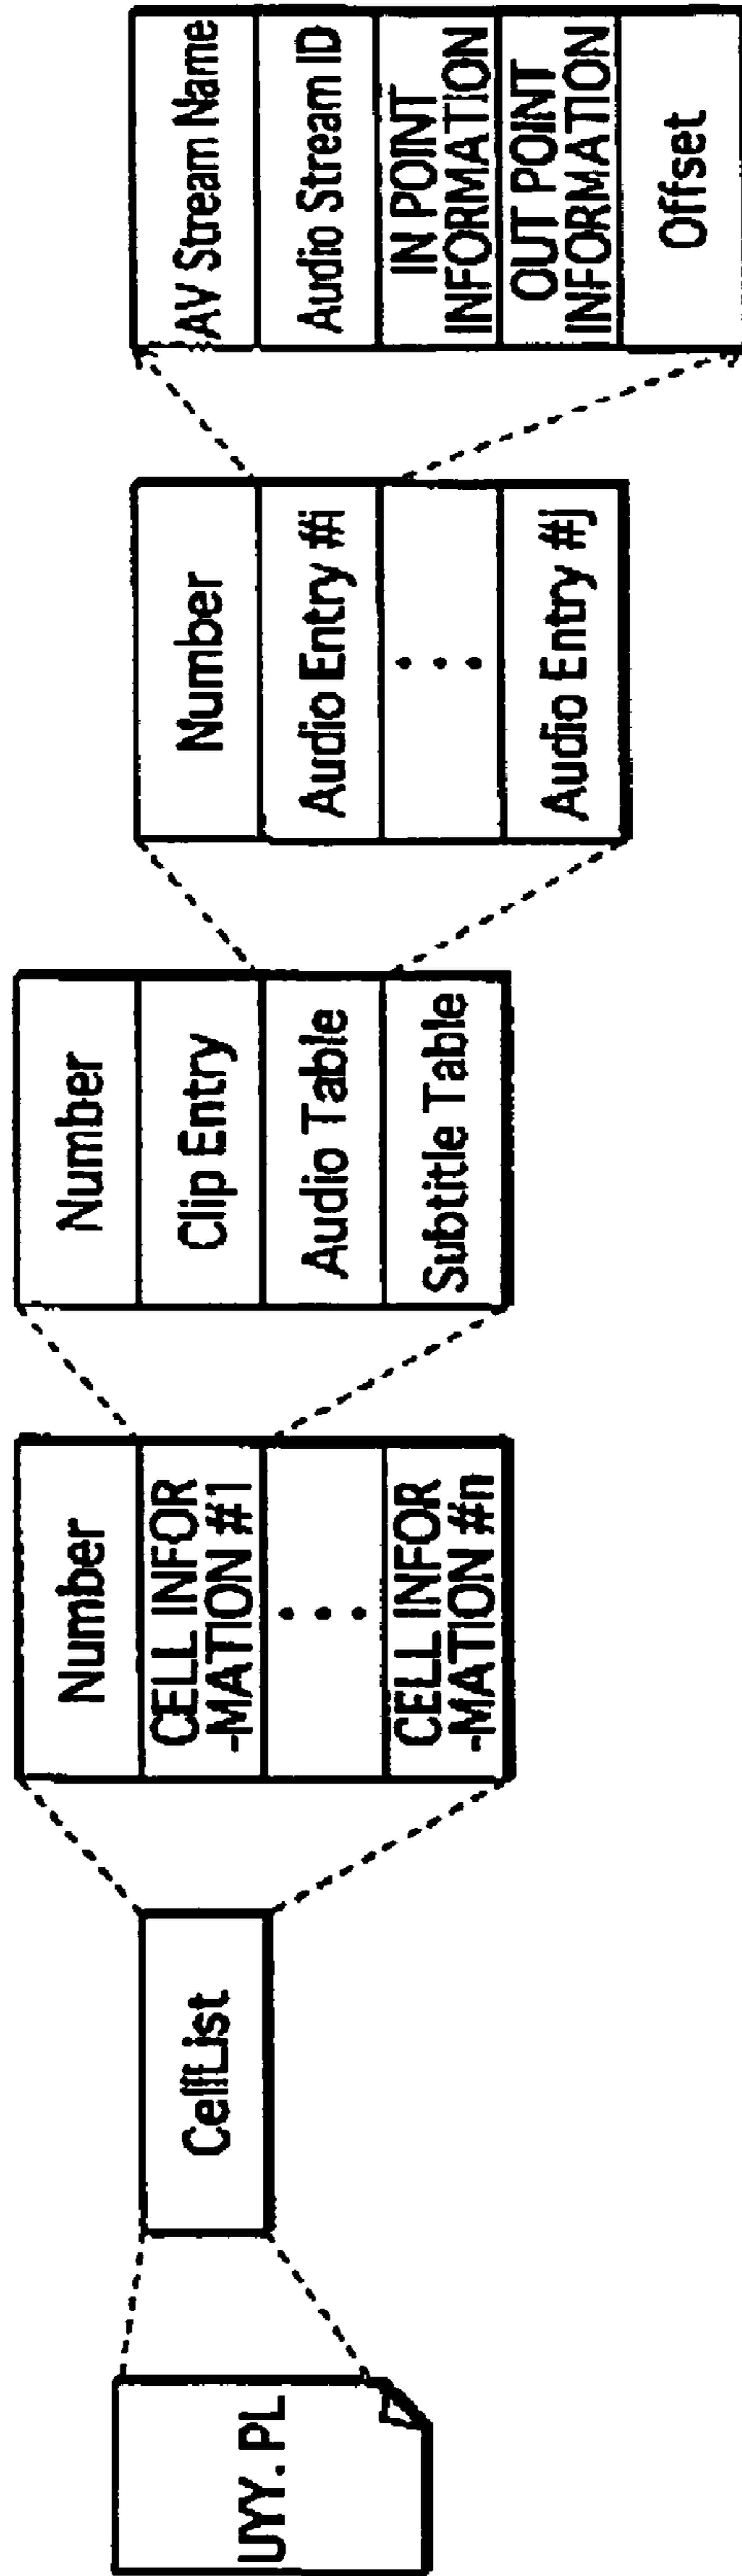 UYY. PL
CellList
Number
CELL INFOR
-MATION #1
CELL INFOR
-MATION #n
Number
Clip Entry
Audio Table
Subtitle Table
Number
Audio Entry #i
Audio Entry #j
AV Stream Name
Audio Stream ID
IN POINT
INFORMATION
OUT POINT
INFORMATION
Offset